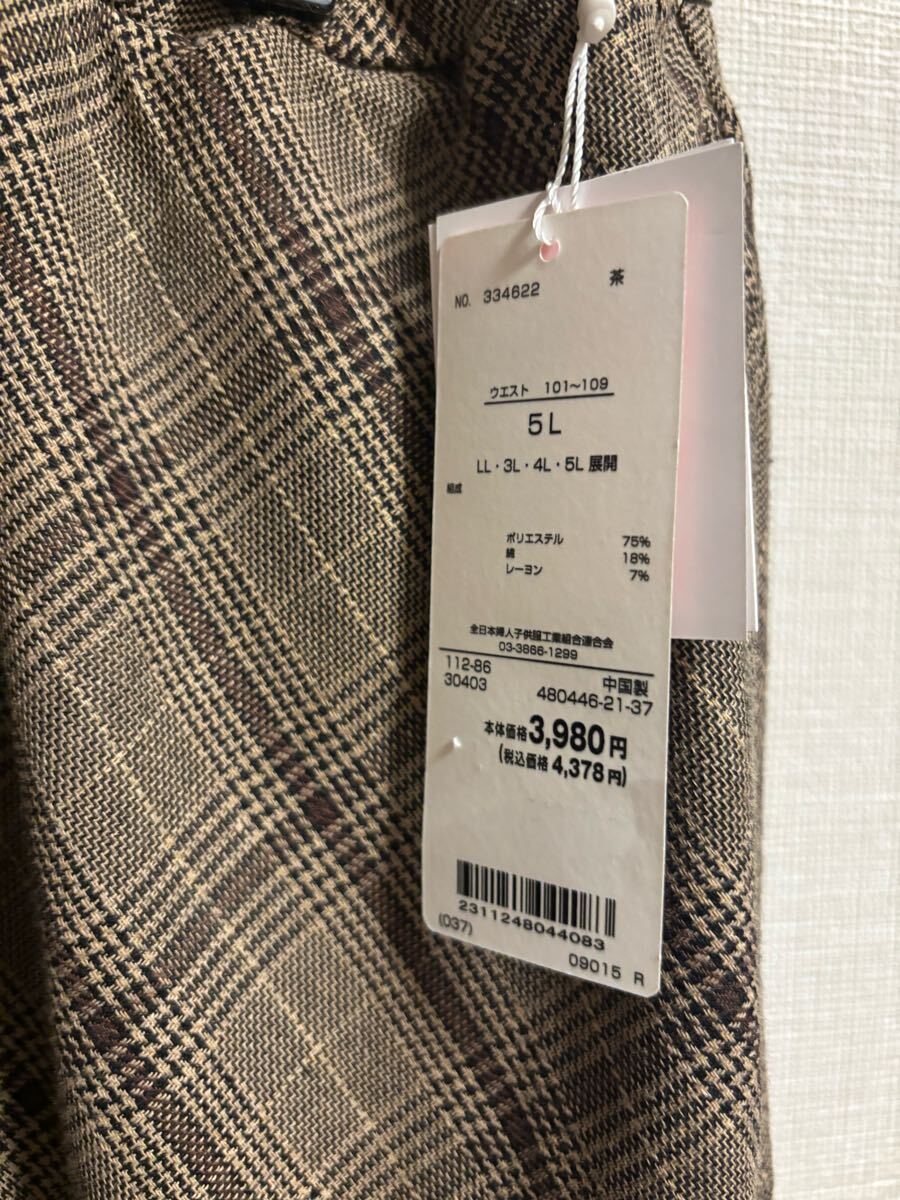 NO. 334622 茶
ウエスト 101〜109
5L
LL・3L・4L・5L 展開
組成
ポリエステル 75%
綿 18%
レーヨン 7%
全日本婦人子供服工業組合連合会
03-3866-1299
112-86 中国製
30403 480446-21-37
本体価格3,980円
(税込価格 4,378円)
2311248044083
(037)
09015 R